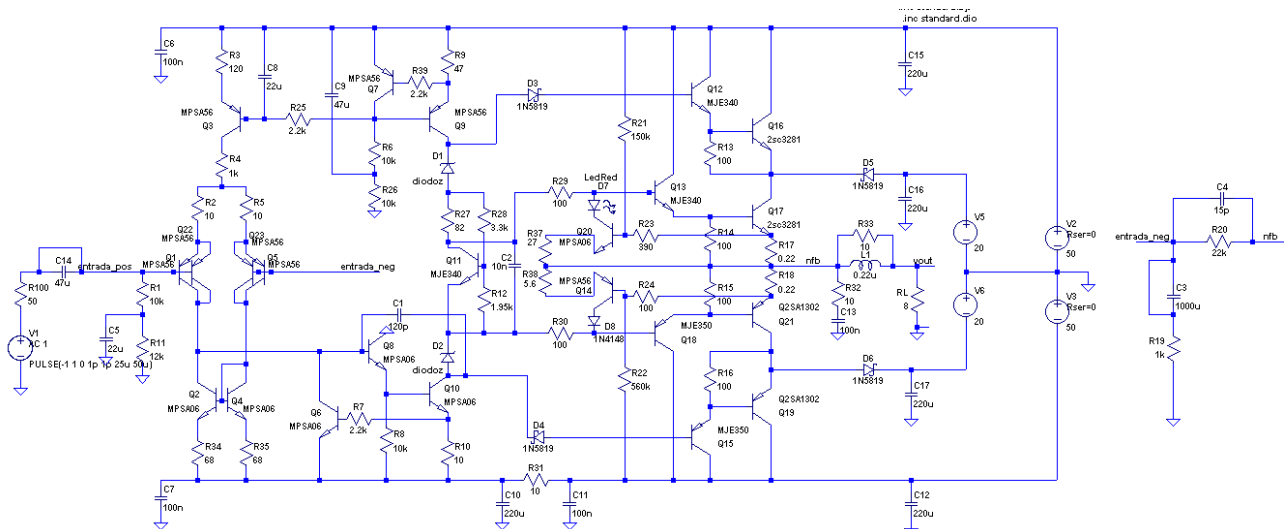 .inc standard.dio
C6
100n
R3
120
C8
22u
C9
47u
MPSA56
Q7
R39
2.2k
R9
47
MPSA56
Q9
MPSA56
Q3
R25
2.2k
R4
1k
R6
10k
R26
10k
D1
diodoz
D3
1N5819
R21
150k
Q12
MJE340
R13
100
Q16
2sc3281
C15
220u
D5
1N5819
C16
220u
R2
10
R5
10
Q22
MPSA56
Q23
MPSA56
Q1
Q5
R27
82
R28
3.3k
R29
100
LedRed
D7
Q13
MJE340
Q20
MPSA06
R23
390
Q17
2sc3281
R14
100
R17
0.22
R37
27
R38
5.6
MPSA56
Q14
R24
100
R15
100
R18
0.22
nfb
R33
10
L1
0.22u
vout
R32
10
C13
100n
RL
8
V5
20
V2
Rser=0
50
V6
20
V3
Rser=0
50
entrada_neg
C4
15p
R20
22k
nfb
C3
1000u
R19
1k
C14
47u
entrada_pos
entrada_neg
R100
50
R1
10k
C5
22u
R11
12k
V1
AC 1
PULSE(-1 1 0 1p 1p 25u 50u)
Q11
MJE340
C2
10n
R12
1.95k
C1
120p
Q8
MPSA06
D2
diodoz
R30
100
D8
1N4148
MJE350
Q18
Q2SA1302
Q21
D6
1N5819
C17
220u
R22
560k
R16
100
Q2SA1302
Q19
D4
1N5819
MJE350
Q15
Q2
MPSA06
Q4
MPSA06
Q6
MPSA06
R7
2.2k
Q10
MPSA06
R8
10k
R10
10
R34
68
R35
68
C7
100n
C10
220u
R31
10
C11
100n
C12
220u